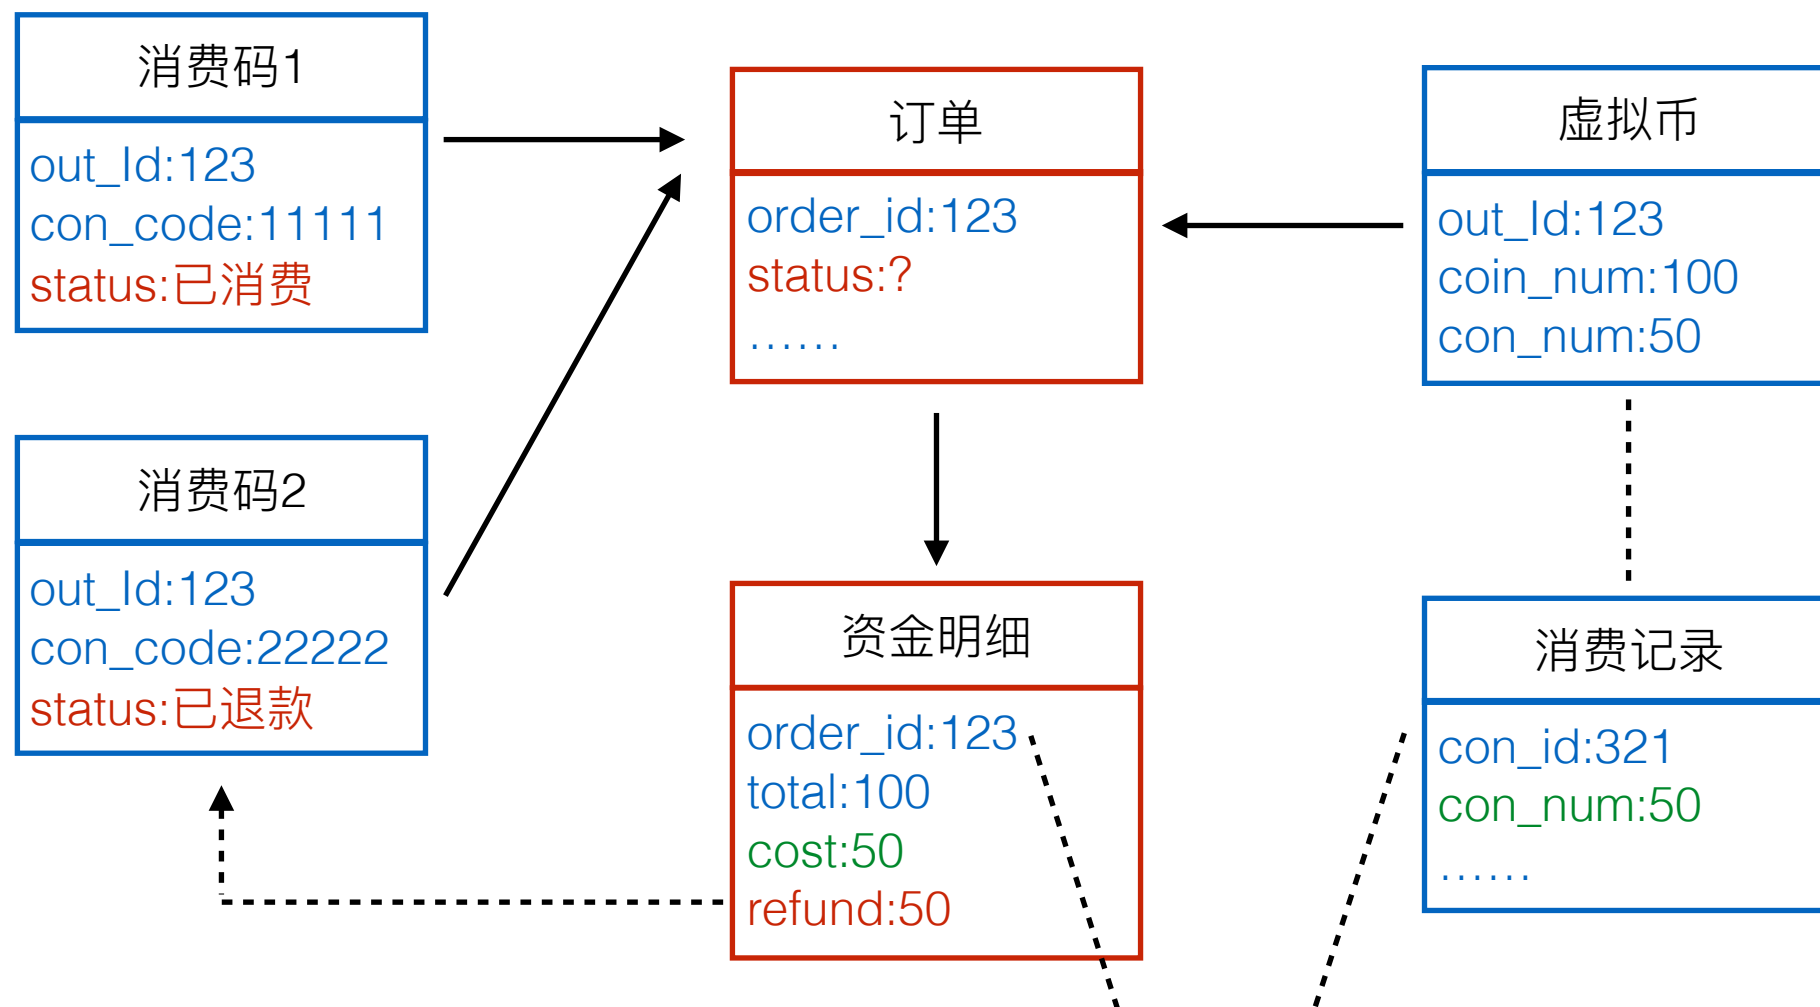 消费码1
out_Id:123
con_code:11111
status:已消费
订单
order_id:123
status:?
……
虚拟币
out_Id:123
coin_num:100
con_num:50
消费码2
out_Id:123
con_code:22222
status:已退款
资金明细
order_id:123
total:100
cost:50
refund:50
消费记录
con_id:321
con_num:50
……